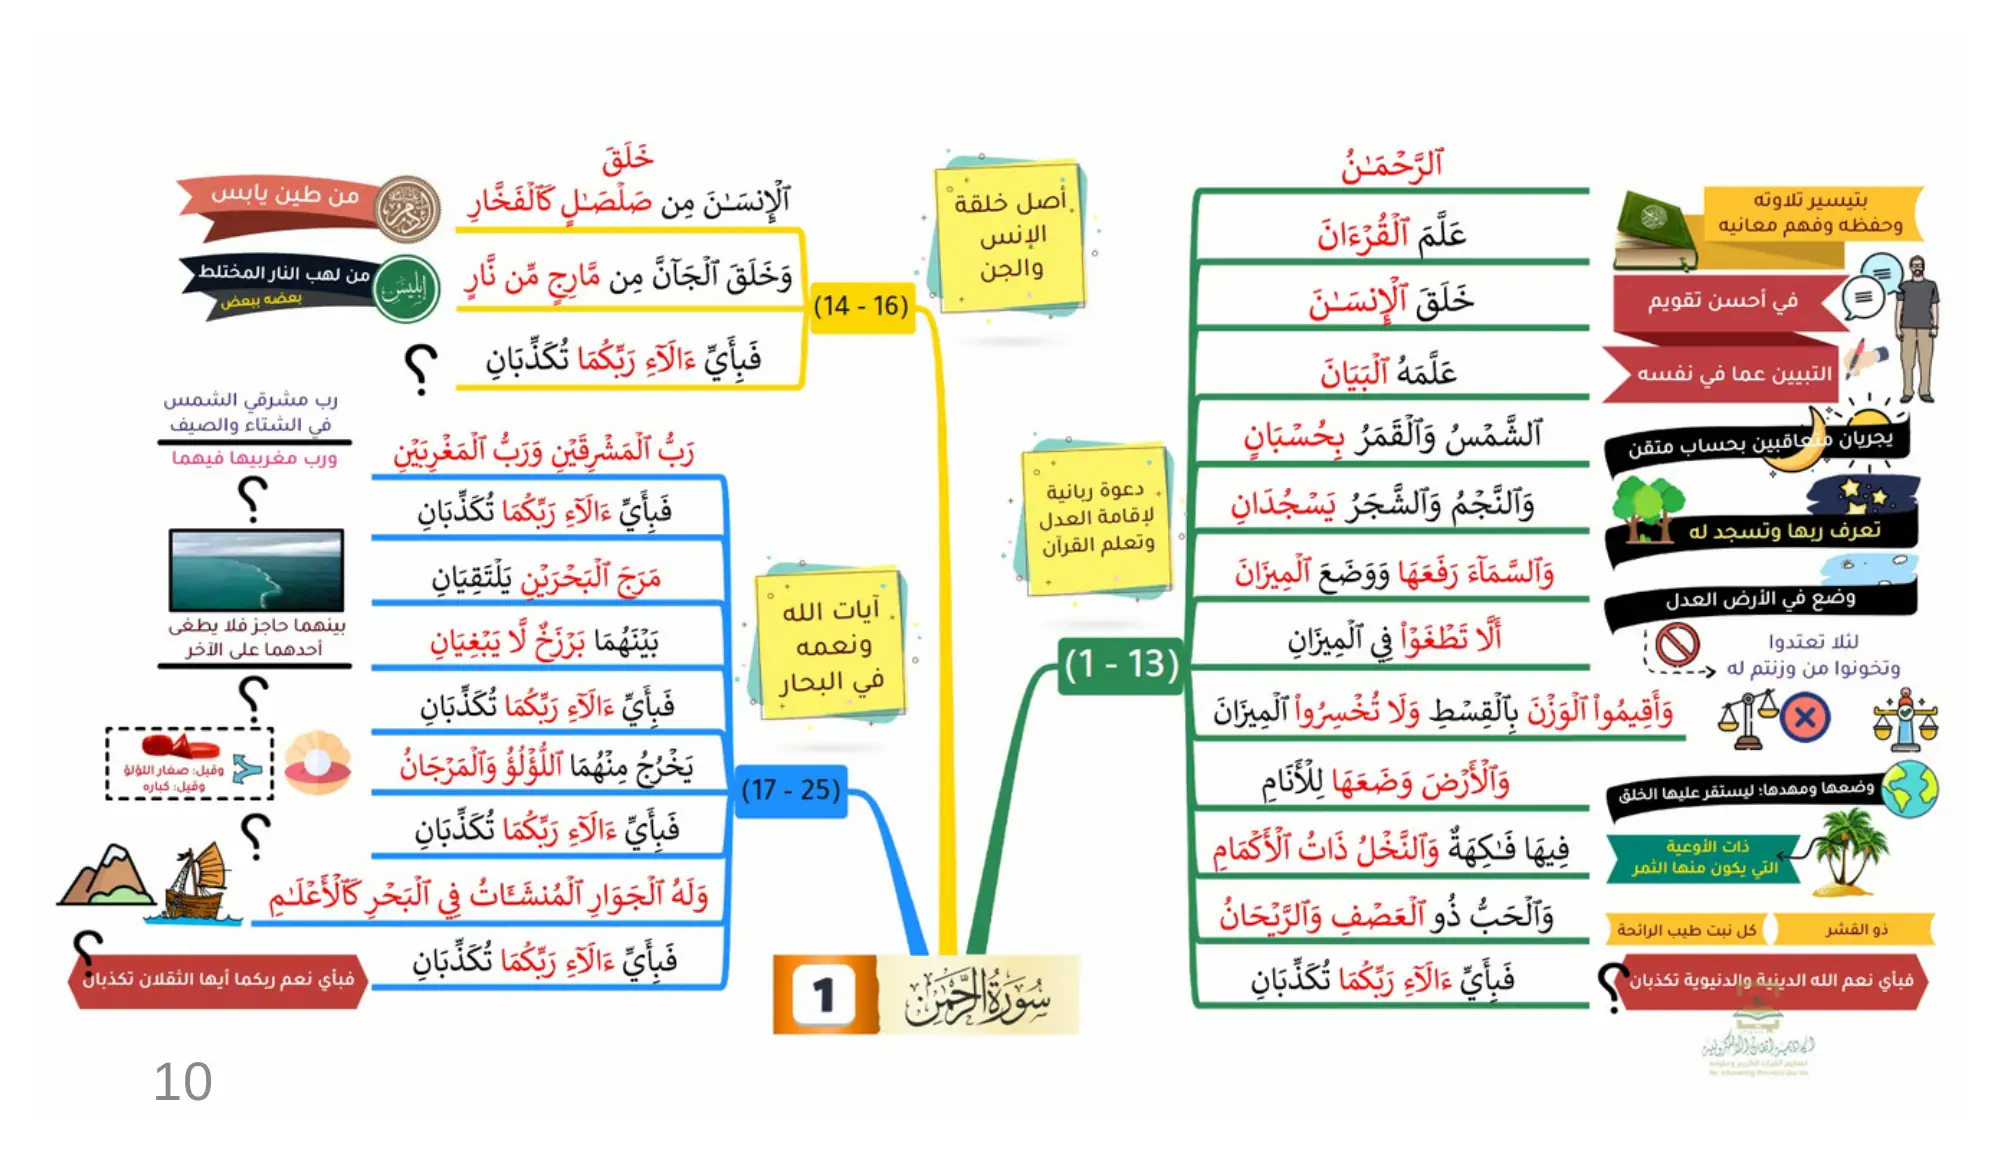 ٱلرَّحْمَـٰنُ
عَلَّمَ ٱلْقُرْءَانَ
بتيسير تلاوته
وحفظه وفهم معانيه
خَلَقَ ٱلْإِنسَـٰنَ
في أحسن تقويم
عَلَّمَهُ ٱلْبَيَانَ
التبيين عما في نفسه
ٱلشَّمْسُ وَٱلْقَمَرُ بِحُسْبَانٍ
يجريان متعاقبين بحساب متقن
وَٱلنَّجْمُ وَٱلشَّجَرُ يَسْجُدَانِ
تعرف ربها وتسجد له
وَٱلسَّمَآءَ رَفَعَهَا وَوَضَعَ ٱلْمِيزَانَ
وضع في الأرض العدل
أَلَّا تَطْغَوْا۟ فِي ٱلْمِيزَانِ
لئلا تعتدوا
وتخونوا من وزنتم له
وَأَقِيمُوا۟ ٱلْوَزْنَ بِٱلْقِسْطِ وَلَا تُخْسِرُوا۟ ٱلْمِيزَانَ
وَٱلْأَرْضَ وَضَعَهَا لِلْأَنَامِ
وضعها ومهدها؛ ليستقر عليها الخلق
فِيهَا فَـٰكِهَةٌ وَٱلنَّخْلُ ذَاتُ ٱلْأَكْمَامِ
ذات الأوعية
التي يكون منها الثمر
وَٱلْحَبُّ ذُو ٱلْعَصْفِ وَٱلرَّيْحَانُ
ذو القشر
كل نبت طيب الرائحة
فَبِأَيِّ ءَالَآءِ رَبِّكُمَا تُكَذِّبَانِ
؟
فبأي نعم الله الدينية والدنيوية تكذبان
(1 - 13)
دعوة ربانية
لإقامة العدل
وتعلم القرآن
أصل خلقة
الإنس
والجن
(14 - 16)
خَلَقَ
ٱلْإِنسَـٰنَ مِن صَلْصَـٰلٍ كَٱلْفَخَّارِ
آدم
من طين يابس
وَخَلَقَ ٱلْجَآنَّ مِن مَّارِجٍ مِّن نَّارٍ
إبليس
من لهب النار المختلط
بعضه ببعض
فَبِأَيِّ ءَالَآءِ رَبِّكُمَا تُكَذِّبَانِ
؟
آيات الله
ونعمه
في البحار
(17 - 25)
رَبُّ ٱلْمَشْرِقَيْنِ وَرَبُّ ٱلْمَغْرِبَيْنِ
رب مشرقي الشمس
في الشتاء والصيف
ورب مغربيها فيهما
فَبِأَيِّ ءَالَآءِ رَبِّكُمَا تُكَذِّبَانِ
؟
مَرَجَ ٱلْبَحْرَيْنِ يَلْتَقِيَانِ
بَيْنَهُمَا بَرْزَخٌ لَّا يَبْغِيَانِ
بينهما حاجز فلا يطغى
أحدهما على الآخر
فَبِأَيِّ ءَالَآءِ رَبِّكُمَا تُكَذِّبَانِ
؟
يَخْرُجُ مِنْهُمَا ٱللُّؤْلُؤُ وَٱلْمَرْجَانُ
وقيل: صغار اللؤلؤ
وقيل: كباره
فَبِأَيِّ ءَالَآءِ رَبِّكُمَا تُكَذِّبَانِ
؟
وَلَهُ ٱلْجَوَارِ ٱلْمُنشَـَٔاتُ فِي ٱلْبَحْرِ كَٱلْأَعْلَـٰمِ
فَبِأَيِّ ءَالَآءِ رَبِّكُمَا تُكَذِّبَانِ
؟
فبأي نعم ربكما أيها الثقلان تكذبان
سُورَةُ الرَّحْمَن
1
10